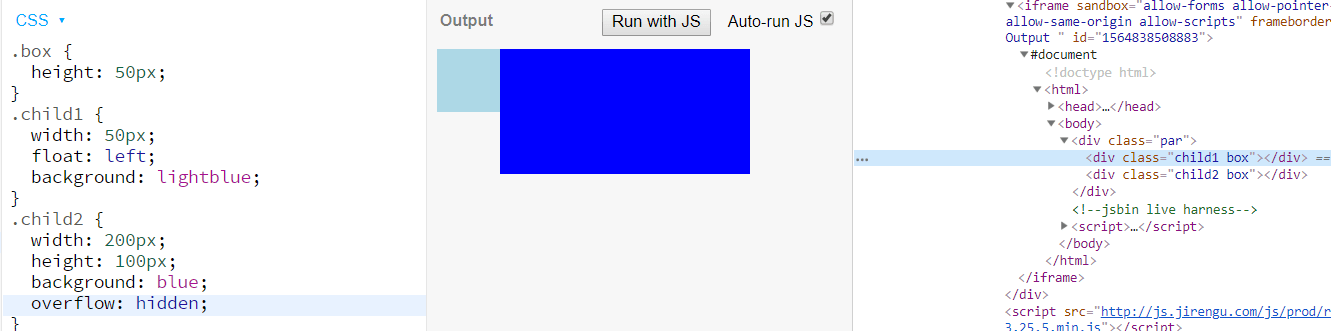 CSS ▾
.box {
  height: 50px;
}
.child1 {
  width: 50px;
  float: left;
  background: lightblue;
}
.child2 {
  width: 200px;
  height: 100px;
  background: blue;
  overflow: hidden;
}
Output Run with JS Auto-run JS
▼<iframe sandbox="allow-forms allow-pointer-
allow-same-origin allow-scripts" frameborder
Output " id="1564838508883">
▼#document
<!doctype html>
▼<html>
▶<head>…</head>
▼<body>
▼<div class="par">
… <div class="child1 box"></div> ==
<div class="child2 box"></div>
</div>
<!--jsbin live harness-->
▶<script>…</script>
</body>
</html>
</iframe>
</div>
<script src="http://js.jirengu.com/js/prod/r
3.25.5.min.js"></script>